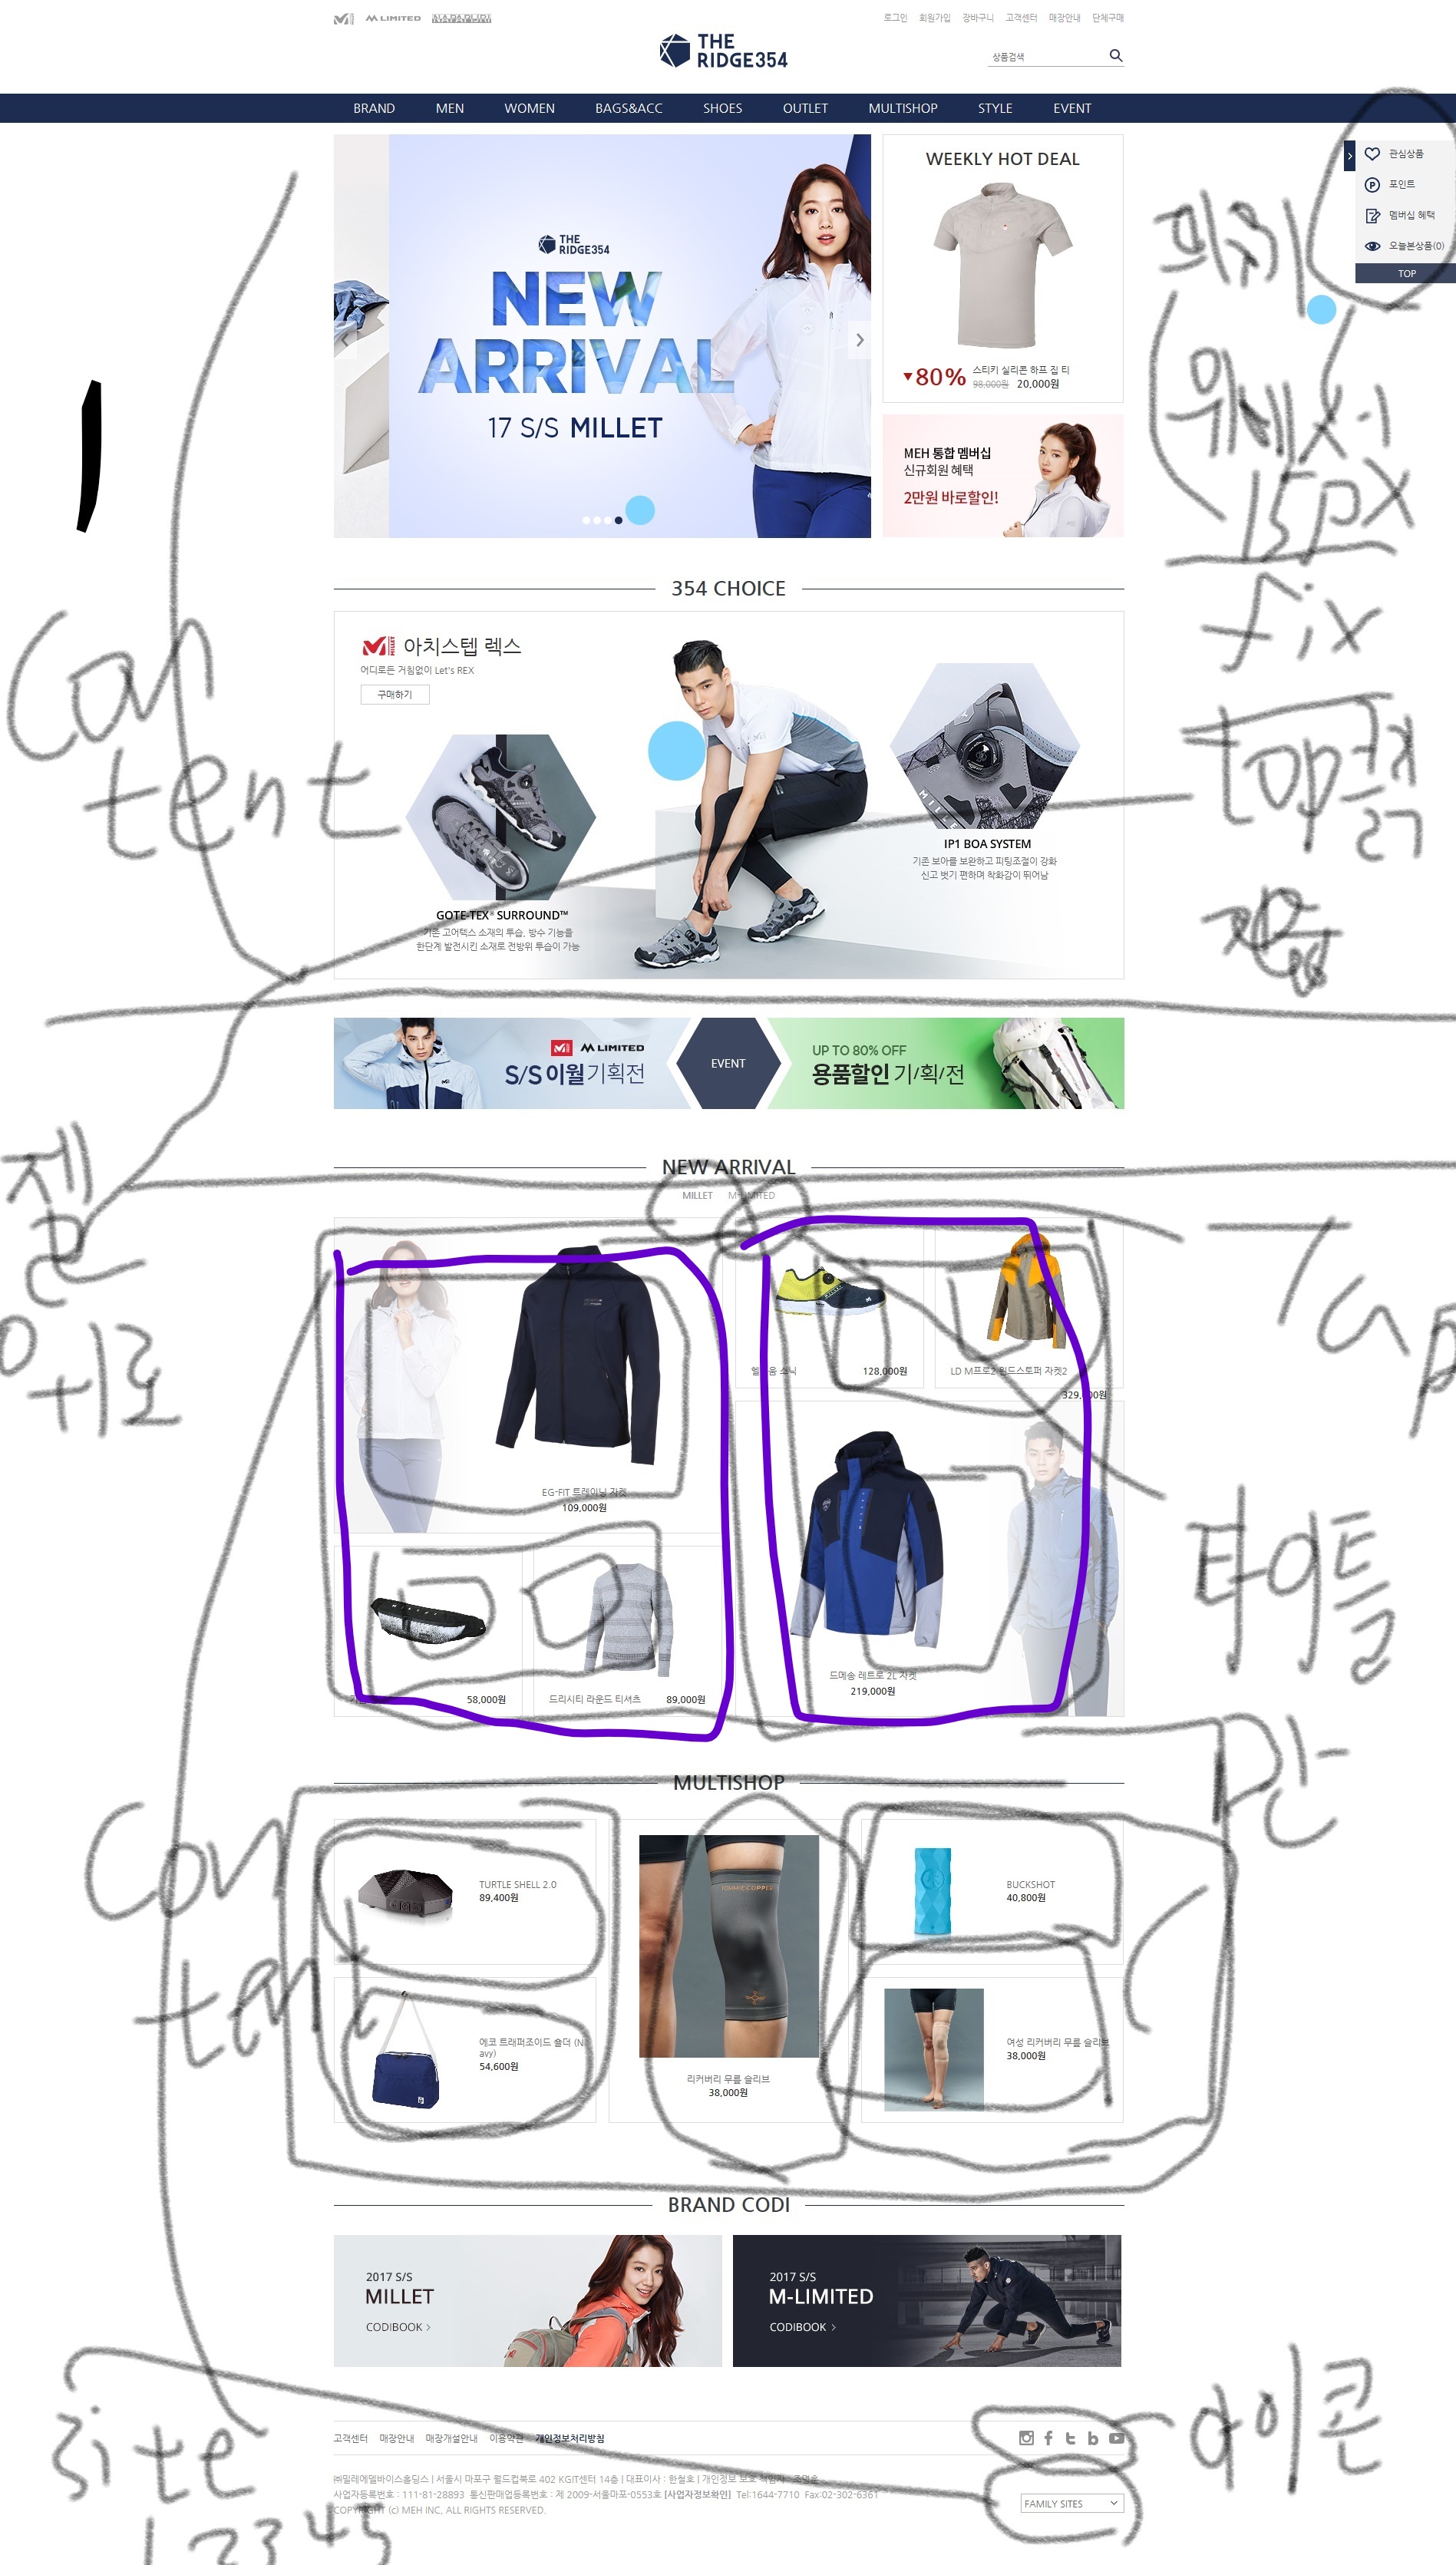 MILLET
M LIMITED
로그인 회원가입 장바구니 고객센터 매장안내 단체구매
THE
RIDGE354
상품검색
BRAND MEN WOMEN BAGS&ACC SHOES OUTLET MULTISHOP STYLE EVENT
관심상품
포인트
멤버십 혜택
오늘본상품(0)
TOP
THE
RIDGE354
NEW
ARRIVAL
17 S/S MILLET
WEEKLY HOT DEAL
▼80%
스티키 실리콘 하프 집 티
98,000원 20,000원
MEH 통합 멤버십
신규회원 혜택
2만원 바로할인!
위에서
15px
fix
top
Con
tent
354 CHOICE
아치스텝 렉스
어디로든 거침없이 Let's REX
구매하기
GOTE-TEX® SURROUND™
기존 고어텍스 소재의 투습, 방수 기능을
한단계 발전시킨 소재로 전방위 투습이 가능
IP1 BOA SYSTEM
기존 보아를 보완하고 피팅조절이 강화
신고 벗기 편하며 착화감이 뛰어남
M LIMITED
S/S 이월 기획전
EVENT
UP TO 80% OFF
용품할인 기/획/전
제일
위로
NEW ARRIVAL
MILLET M-LIMITED
Tap
EG-FIT 트레이닝 자켓
109,000원
58,000원
드리시티 라운드 티셔츠 89,000원
128,000원
LD M프로2 윈드스토퍼 자켓2
329,000원
드메송 레트로 2L 자켓
219,000원
MULTISHOP
TURTLE SHELL 2.0
89,400원
에코 트래퍼조이드 숄더 (N
avy)
54,600원
TOMMIE COPPER
리커버리 무릎 슬리브
38,000원
BUCKSHOT
40,800원
여성 리커버리 무릎 슬리브
38,000원
Con
BRAND CODI
2017 S/S
MILLET
CODIBOOK >
2017 S/S
M-LIMITED
CODIBOOK >
Site
12345
아이콘
고객센터 매장안내 매장개설안내 이용약관 개인정보처리방침
㈜밀레에델바이스홀딩스 | 서울시 마포구 월드컵북로 402 KGIT센터 14층 | 대표이사 : 한철호 | 개인정보 보호 책임자 :
사업자등록번호 : 111-81-28893 통신판매업등록번호 : 제 2009-서울마포-0553호 [사업자정보확인] Tel:1644-7710 Fax:02-302-6361
COPYRIGHT (c) MEH INC, ALL RIGHTS RESERVED.
FAMILY SITES